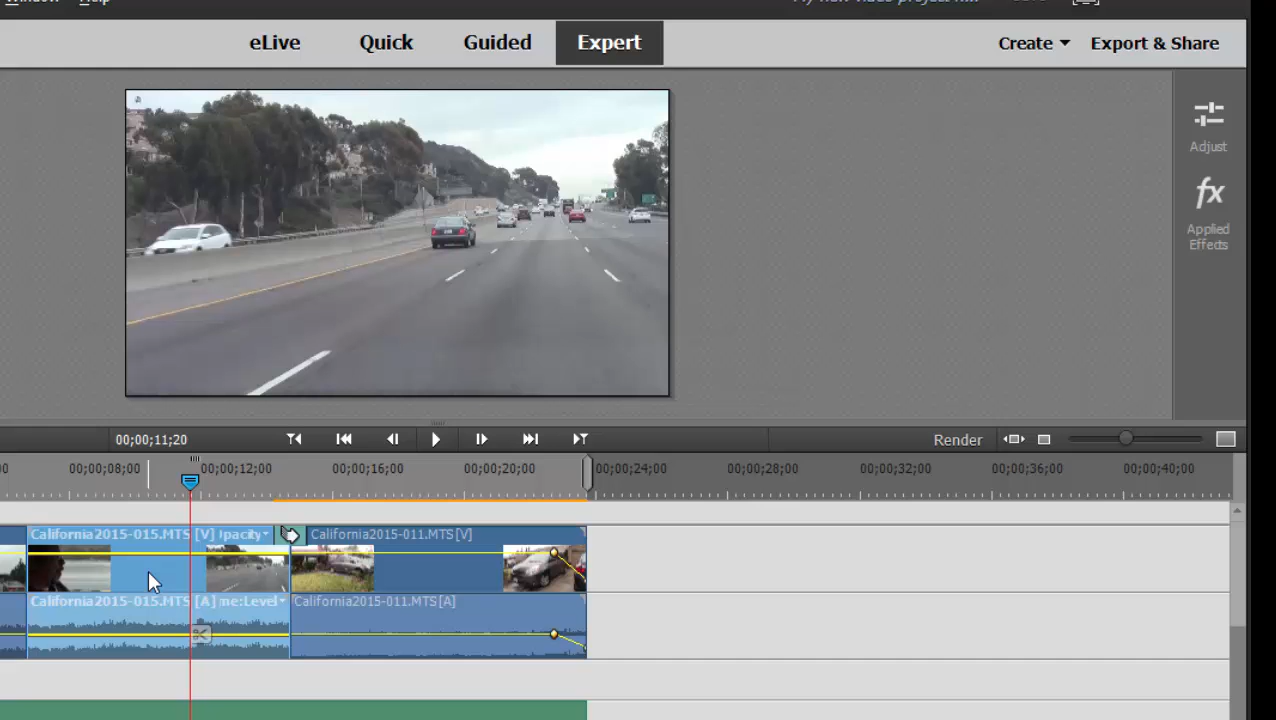 Window Help
My new video project
eLive Quick Guided Expert Create Export & Share
Adjust
fx
Applied
Effects
00;00;11;20 Render
00;00;08;00 00;00;12;00 00;00;16;00 00;00;20;00 00;00;24;00 00;00;28;00 00;00;32;00 00;00;36;00 00;00;40;00
California2015-015.MTS [V] :pacity California2015-011.MTS [V]
California2015-015.MTS [A] me:Level California2015-011.MTS [A]